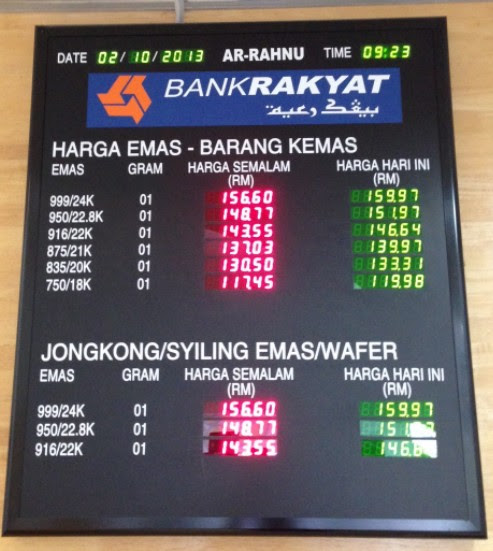 DATE 02/10/2013 AR-RAHNU TIME 09:23
BANKRAKYAT
بيڠك رعية
HARGA EMAS - BARANG KEMAS
EMAS GRAM HARGA SEMALAM (RM) HARGA HARI INI (RM)
999/24K 01 156.60 159.97
950/22.8K 01 148.77 151.97
916/22K 01 143.55 146.64
875/21K 01 137.03 139.97
835/20K 01 130.50 133.31
750/18K 01 117.45 119.98
JONGKONG/SYILING EMAS/WAFER
EMAS GRAM HARGA SEMALAM (RM) HARGA HARI INI (RM)
999/24K 01 156.60 159.97
950/22.8K 01 148.77
916/22K 01 143.55